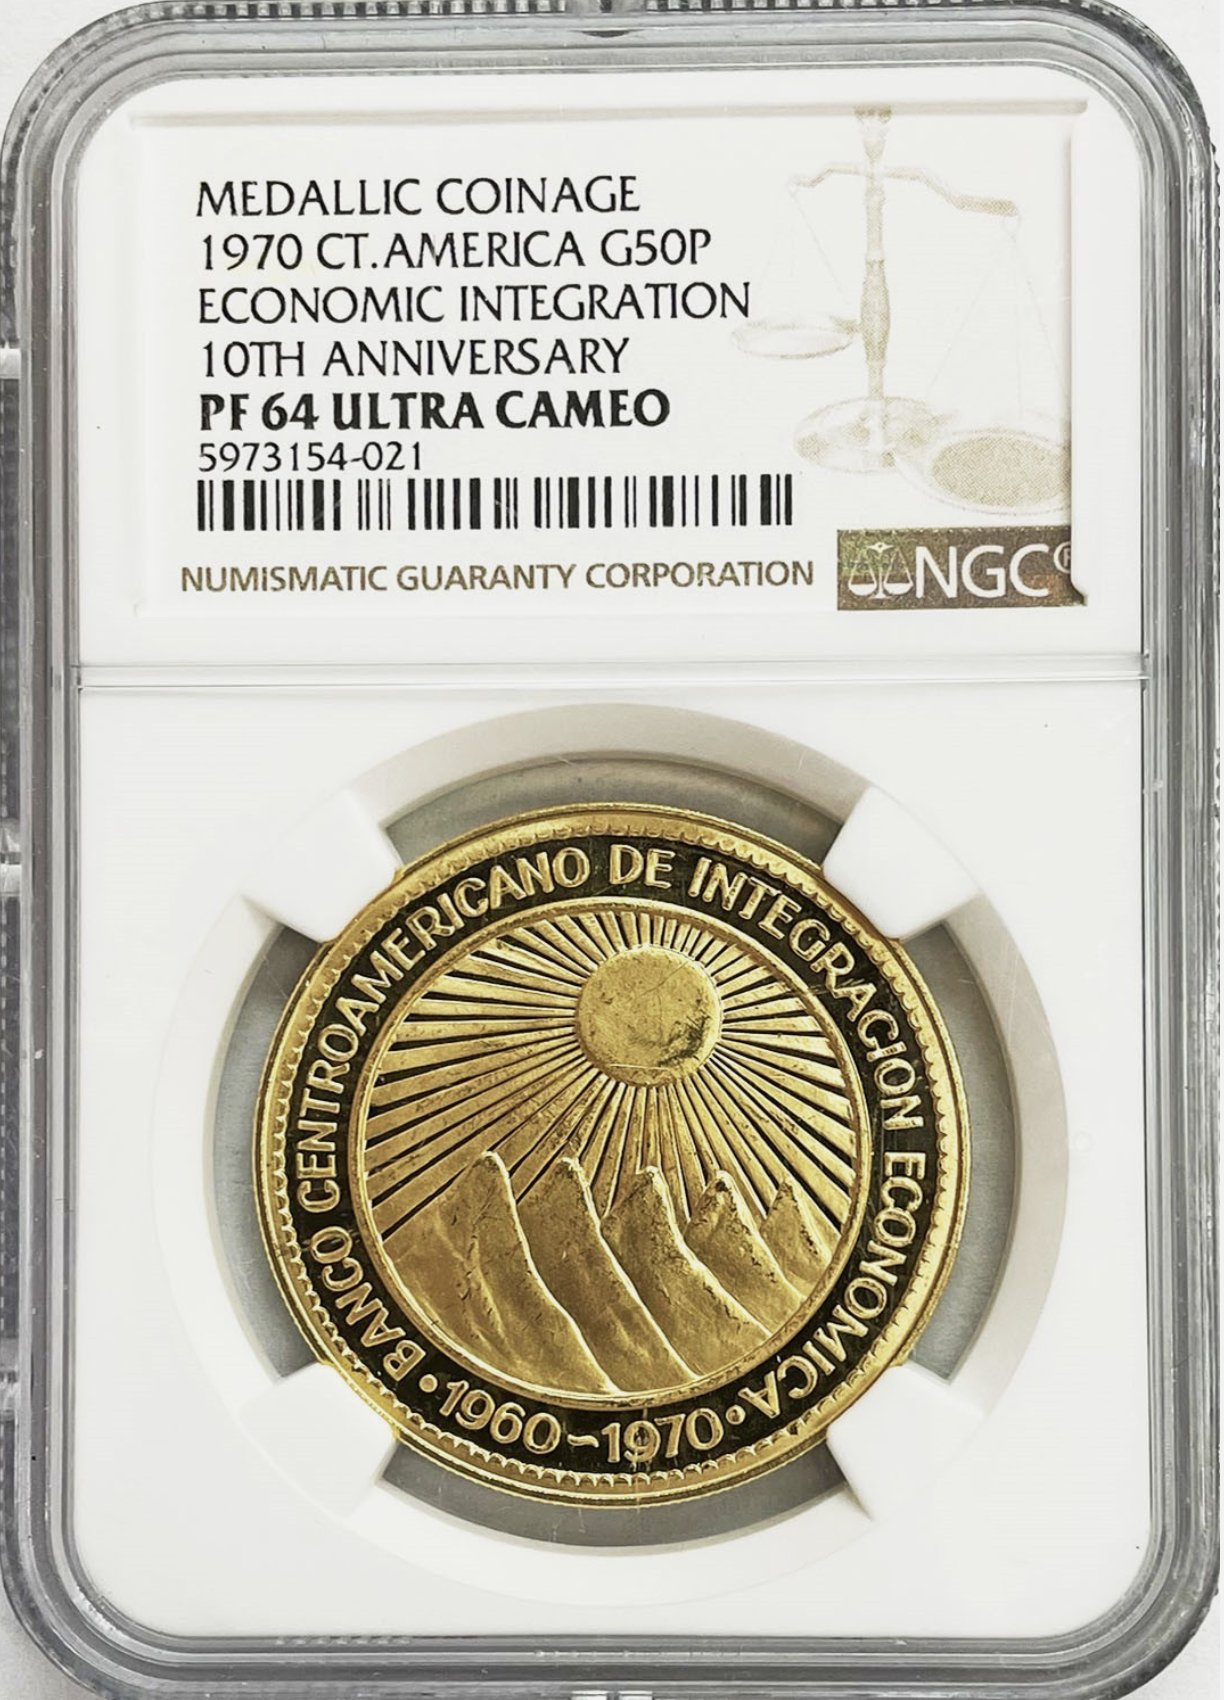 MEDALLIC COINAGE
1970 CT.AMERICA G50P
ECONOMIC INTEGRATION
10TH ANNIVERSARY
PF 64 ULTRA CAMEO
5973154-021
NUMISMATIC GUARANTY CORPORATION
NGC®
BANCO CENTROAMERICANO DE INTEGRACION ECONOMICA
• 1960-1970 •